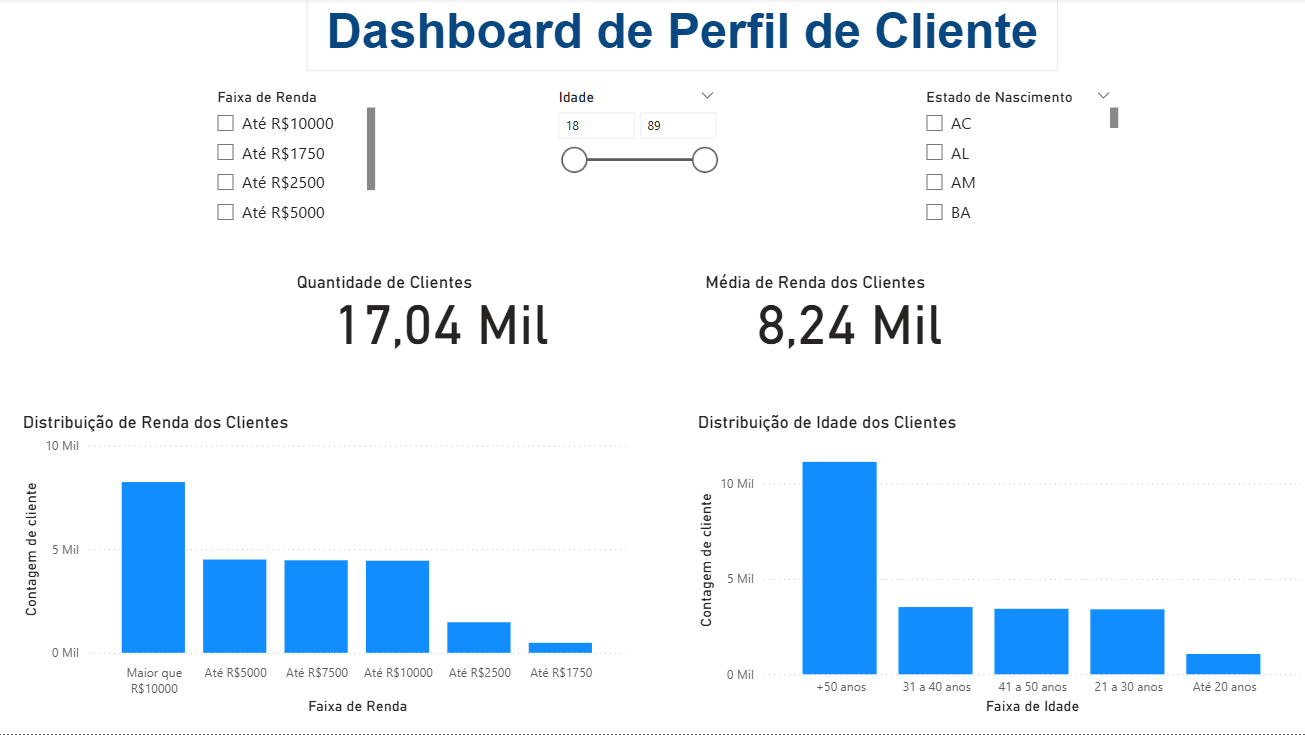 Dashboard de Perfil de Cliente
Faixa de Renda
Até R$10000
Até R$1750
Até R$2500
Até R$5000
Idade
18 89
Estado de Nascimento
AC
AL
AM
BA
Quantidade de Clientes
17,04 Mil
Média de Renda dos Clientes
8,24 Mil
Distribuição de Renda dos Clientes
10 Mil
5 Mil
0 Mil
Contagem de cliente
Maior que
R$10000
Até R$5000
Até R$7500
Até R$10000
Até R$2500
Até R$1750
Faixa de Renda
Distribuição de Idade dos Clientes
10 Mil
5 Mil
0 Mil
Contagem de cliente
+50 anos
31 a 40 anos
41 a 50 anos
21 a 30 anos
Até 20 anos
Faixa de Idade